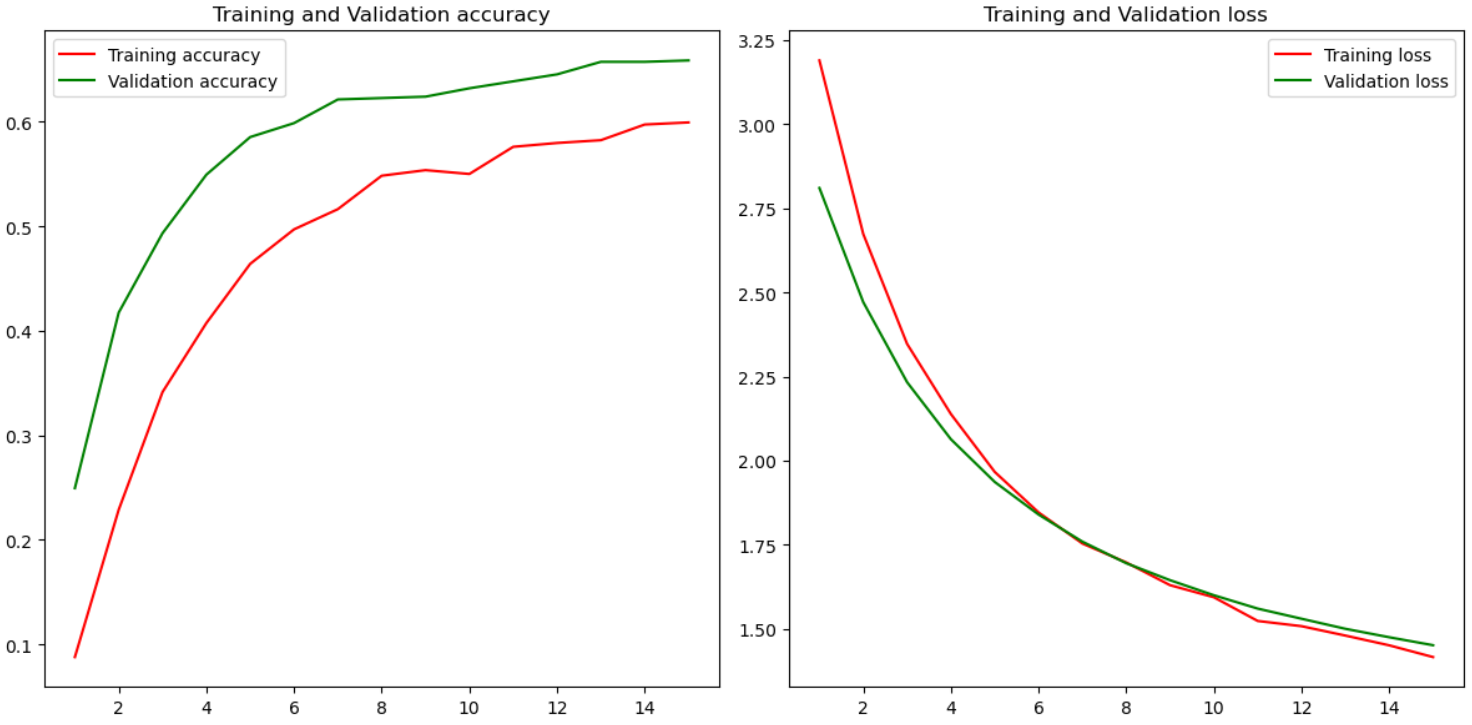 Training and Validation accuracy
Training accuracy
Validation accuracy
0.6
0.5
0.4
0.3
0.2
0.1
2 4 6 8 10 12 14
Training and Validation loss
Training loss
Validation loss
3.25
3.00
2.75
2.50
2.25
2.00
1.75
1.50
2 4 6 8 10 12 14